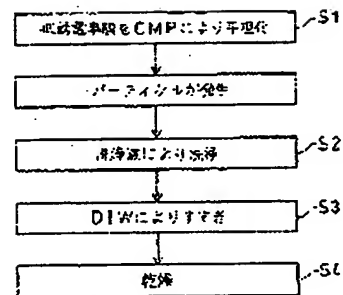 低誘電率膜をCMPにより平坦化
S1
パーティクルが発生
洗浄液により洗浄
S2
DIWによりすすぎ
S3
乾燥
S4